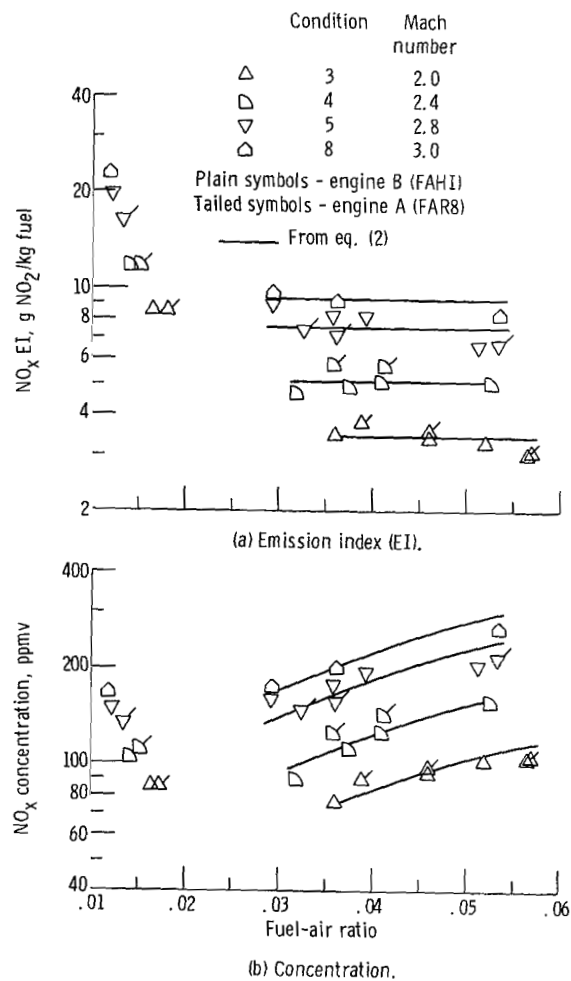 Condition Mach number
3 2.0
4 2.4
5 2.8
8 3.0
Plain symbols - engine B (FAHI)
Tailed symbols - engine A (FAR8)
From eq. (2)
NOx EI, g NO2/kg fuel
40
20
10
8
6
4
2
(a) Emission index (EI).
NOx concentration, ppmv
400
200
100
80
60
40
.01 .02 .03 .04 .05 .06
Fuel-air ratio
(b) Concentration.